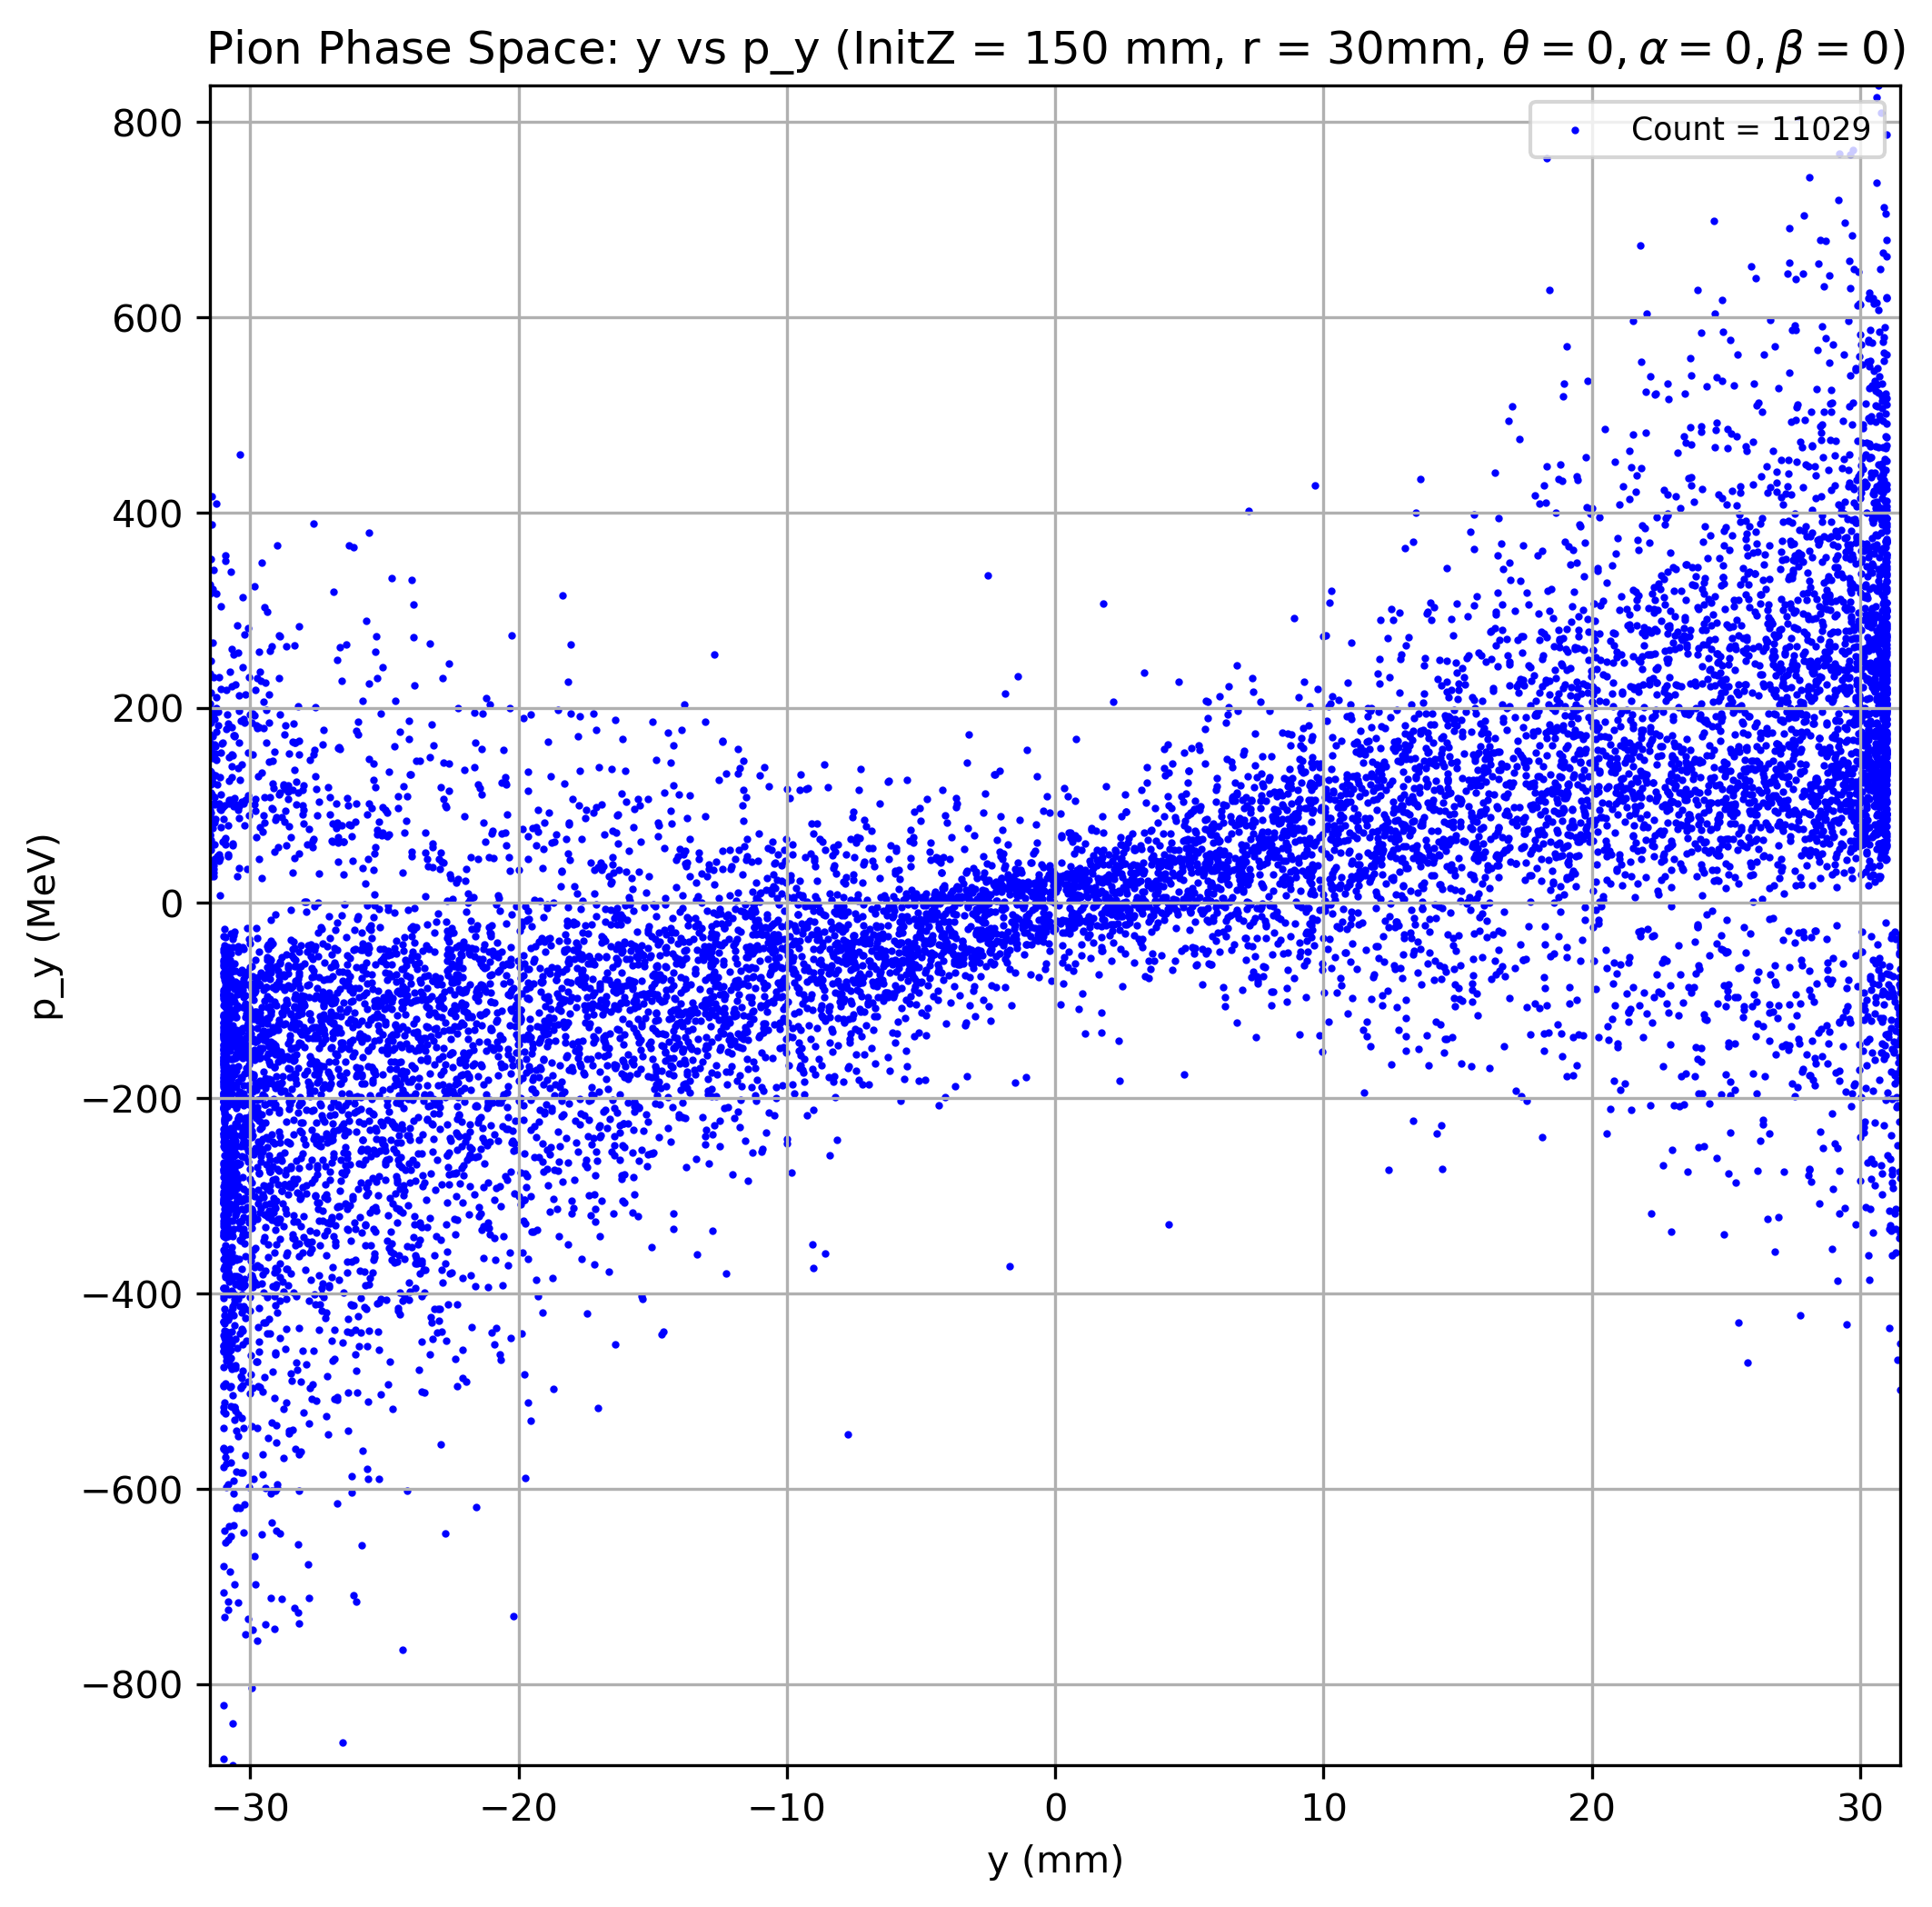 Pion Phase Space: y vs p_y (InitZ = 150 mm, r = 30mm, θ = 0, α = 0, β = 0)
Count = 11029
800
600
400
200
0
−200
−400
−600
−800
p_y (MeV)
−30 −20 −10 0 10 20 30
y (mm)